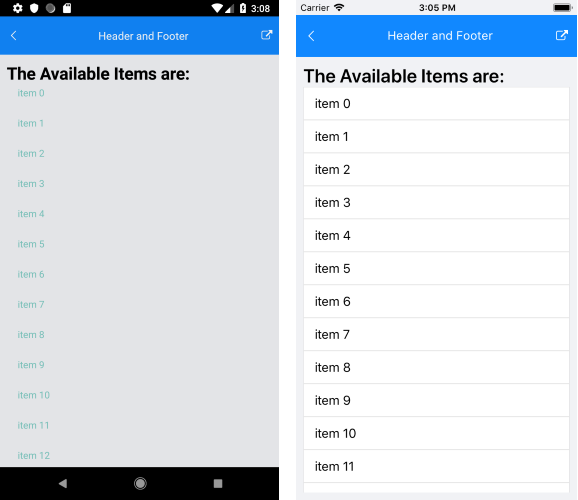 3:08
Header and Footer
The Available Items are:
item 0
item 1
item 2
item 3
item 4
item 5
item 6
item 7
item 8
item 9
item 10
item 11
item 12
Carrier 3:05 PM
Header and Footer
The Available Items are:
item 0
item 1
item 2
item 3
item 4
item 5
item 6
item 7
item 8
item 9
item 10
item 11